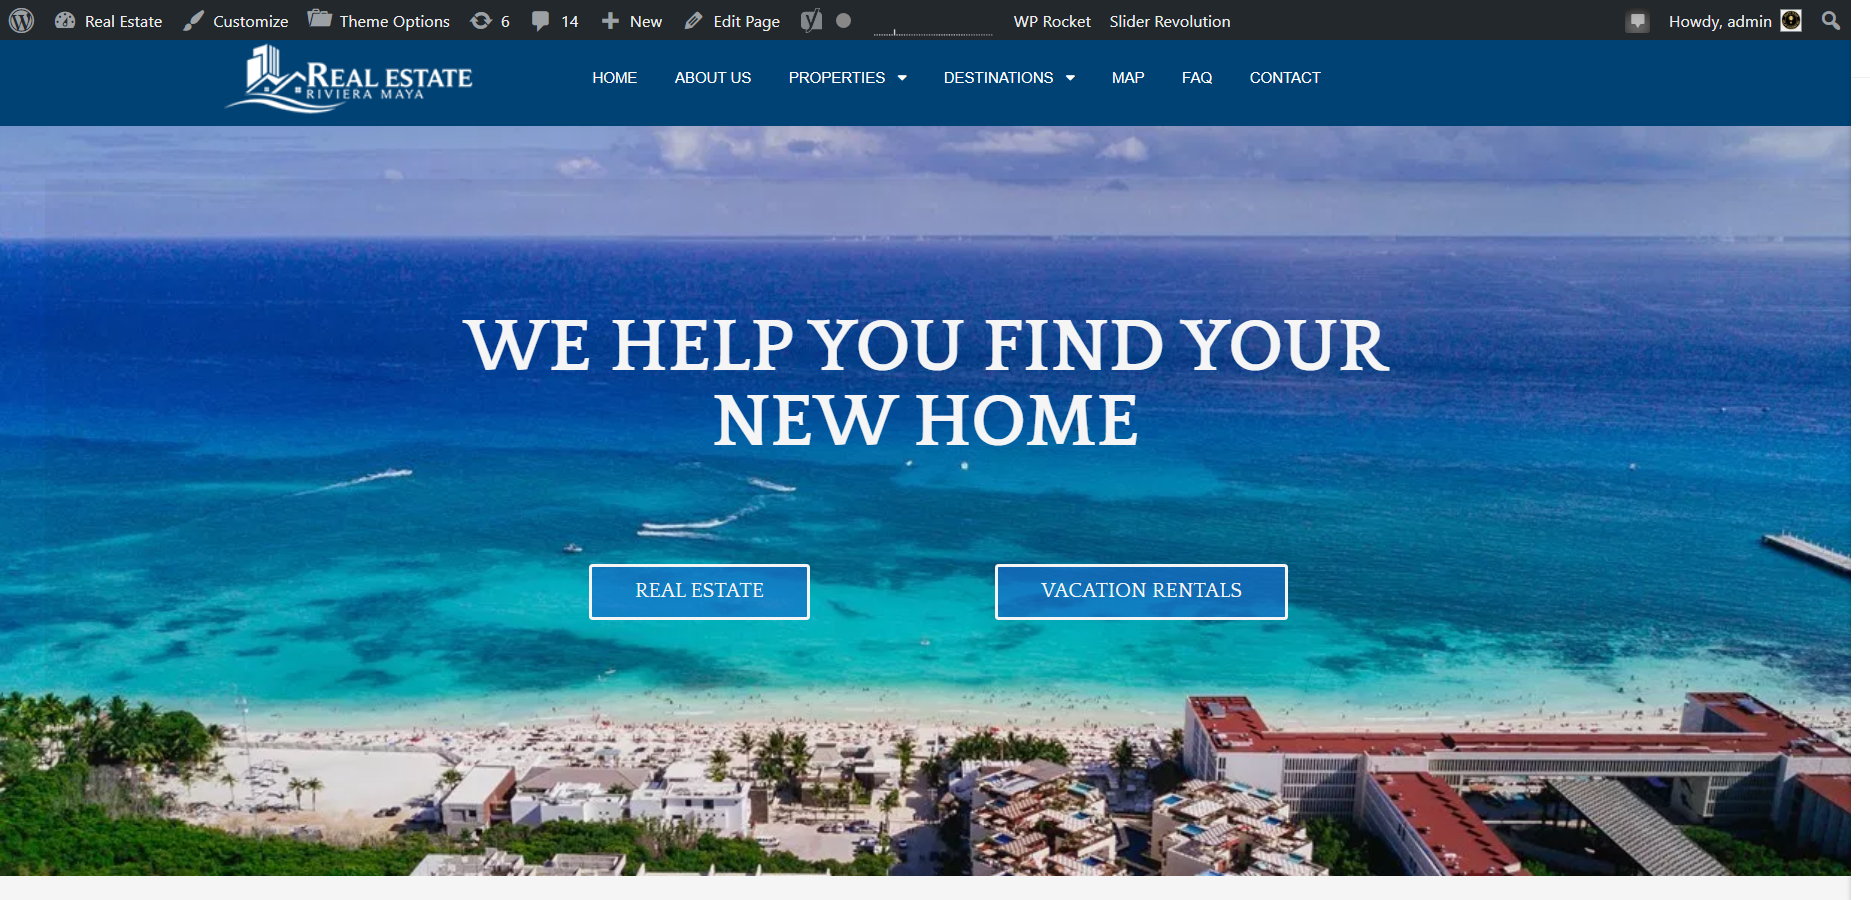 Real Estate Customize Theme Options 6 14 New Edit Page WP Rocket Slider Revolution Howdy, admin
REAL ESTATE
RIVIERA MAYA
HOME ABOUT US PROPERTIES DESTINATIONS MAP FAQ CONTACT
WE HELP YOU FIND YOUR
NEW HOME
REAL ESTATE VACATION RENTALS